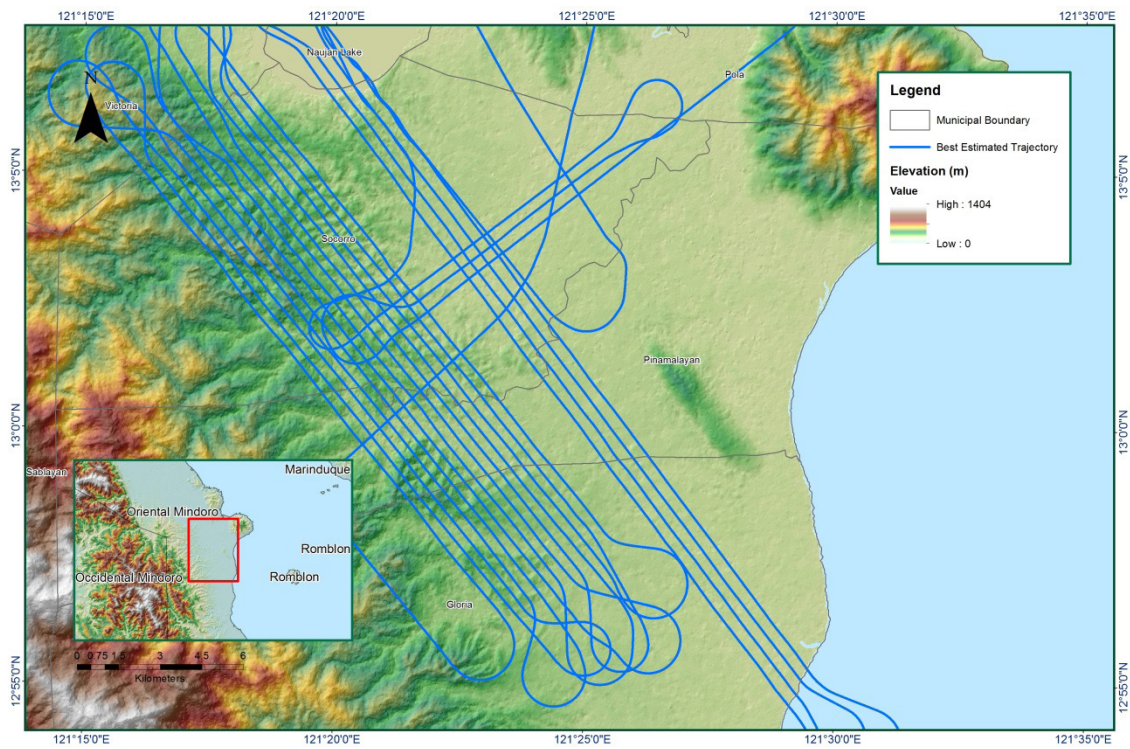 121°15'0"E
121°20'0"E
121°25'0"E
121°30'0"E
121°35'0"E
Naujan Lake
Pola
N
Victoria
Legend
Municipal Boundary
Best Estimated Trajectory
Elevation (m)
Value
High : 1404
Low : 0
13°5'0"N
13°5'0"N
Socorro
Pinamalayan
13°0'0"N
13°0'0"N
Sablayan
Marinduque
Oriental Mindoro
Romblon
Occidental Mindoro
Romblon
Gloria
0 0.75 1.5 3 4.5 6
Kilometers
12°55'0"N
12°55'0"N
121°15'0"E
121°20'0"E
121°25'0"E
121°30'0"E
121°35'0"E